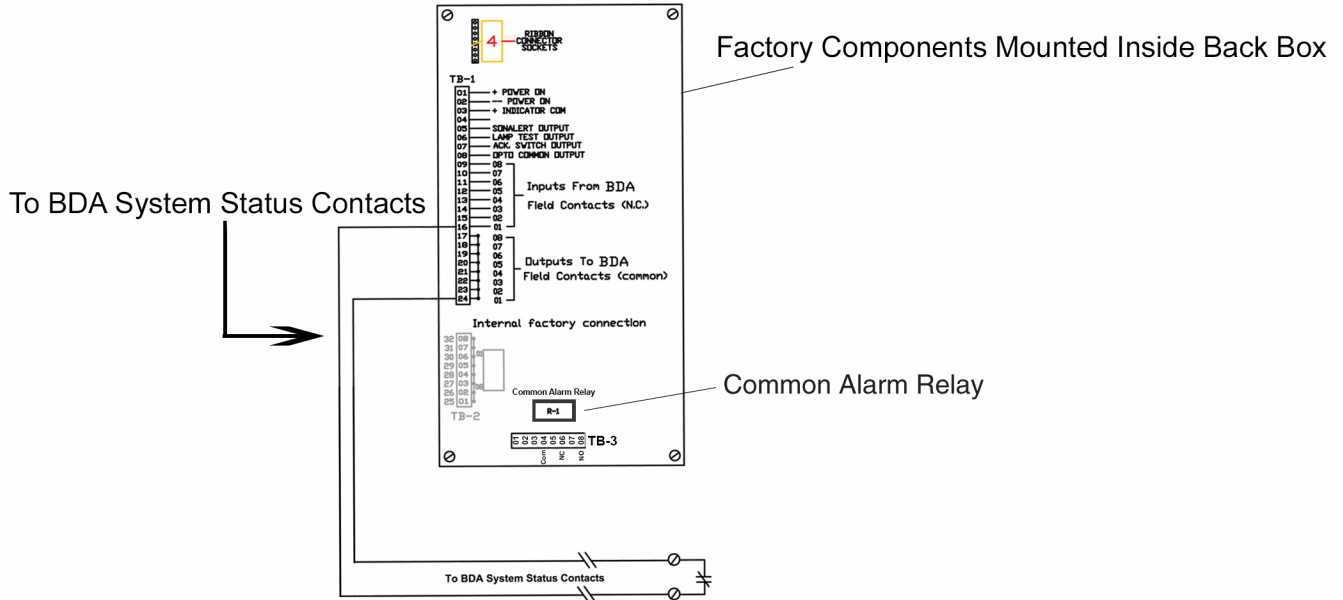 4
RIBBON
CONNECTOR
SOCKETS
Factory Components Mounted Inside Back Box
TB-1
01 + POWER ON
02 -- POWER ON
03 + INDICATOR COM
04
05 SONALERT OUTPUT
06 LAMP TEST OUTPUT
07 ACK. SWITCH OUTPUT
08 OPTO COMMON OUTPUT
09 08
10 07
11 06
12 05
13 04
14 03
15 02
16 01
Inputs From BDA
Field Contacts (N.C.)
To BDA System Status Contacts
17 08
18 07
19 06
20 05
21 04
22 03
23 02
24 01
Outputs To BDA
Field Contacts (common)
Internal factory connection
32 08
31 07
30 06
29 05
28 04
27 03
26 02
25 01
01
08
TB-2
Common Alarm Relay
R-1
Common Alarm Relay
01 02 03 04 05 06 07 08 TB-3
Com NC NO
To BDA System Status Contacts